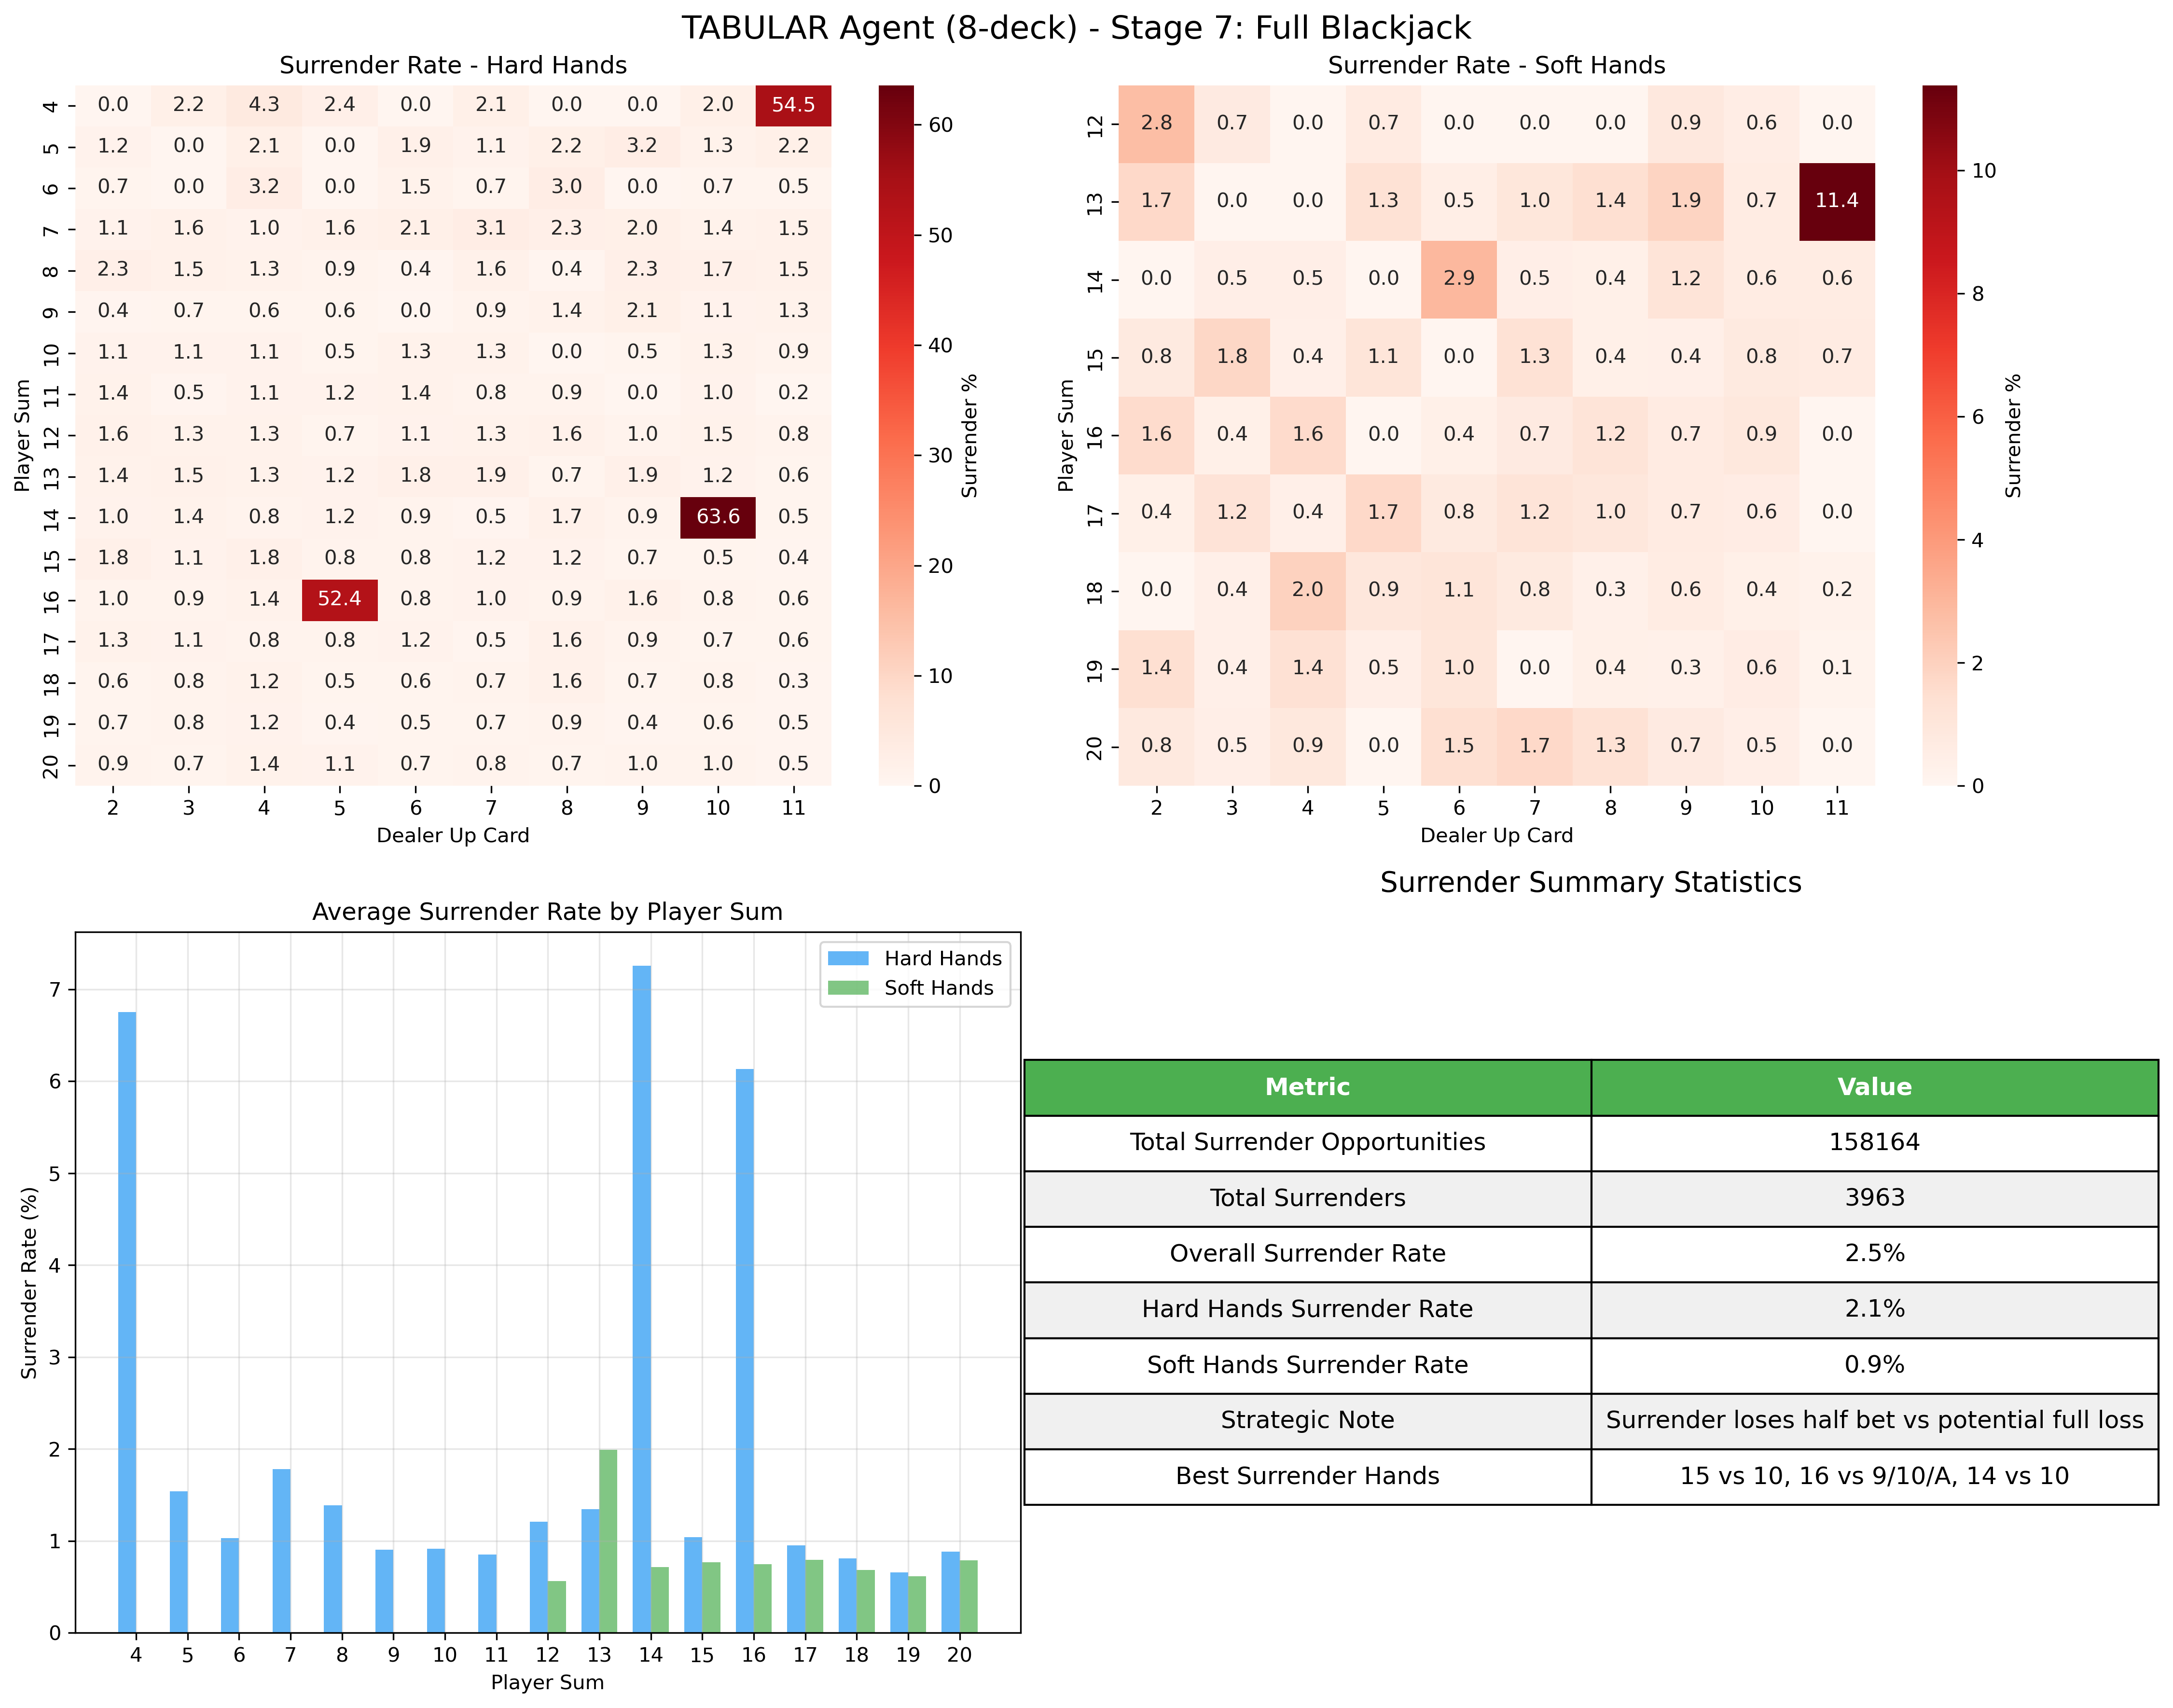 TABULAR Agent (8-deck) - Stage 7: Full Blackjack
Surrender Rate - Hard Hands
Player Sum
4 0.0 2.2 4.3 2.4 0.0 2.1 0.0 0.0 2.0 54.5
5 1.2 0.0 2.1 0.0 1.9 1.1 2.2 3.2 1.3 2.2
6 0.7 0.0 3.2 0.0 1.5 0.7 3.0 0.0 0.7 0.5
7 1.1 1.6 1.0 1.6 2.1 3.1 2.3 2.0 1.4 1.5
8 2.3 1.5 1.3 0.9 0.4 1.6 0.4 2.3 1.7 1.5
9 0.4 0.7 0.6 0.6 0.0 0.9 1.4 2.1 1.1 1.3
10 1.1 1.1 1.1 0.5 1.3 1.3 0.0 0.5 1.3 0.9
11 1.4 0.5 1.1 1.2 1.4 0.8 0.9 0.0 1.0 0.2
12 1.6 1.3 1.3 0.7 1.1 1.3 1.6 1.0 1.5 0.8
13 1.4 1.5 1.3 1.2 1.8 1.9 0.7 1.9 1.2 0.6
14 1.0 1.4 0.8 1.2 0.9 0.5 1.7 0.9 63.6 0.5
15 1.8 1.1 1.8 0.8 0.8 1.2 1.2 0.7 0.5 0.4
16 1.0 0.9 1.4 52.4 0.8 1.0 0.9 1.6 0.8 0.6
17 1.3 1.1 0.8 0.8 1.2 0.5 1.6 0.9 0.7 0.6
18 0.6 0.8 1.2 0.5 0.6 0.7 1.6 0.7 0.8 0.3
19 0.7 0.8 1.2 0.4 0.5 0.7 0.9 0.4 0.6 0.5
20 0.9 0.7 1.4 1.1 0.7 0.8 0.7 1.0 1.0 0.5
2 3 4 5 6 7 8 9 10 11
Dealer Up Card
60
50
40
30
20
10
0
Surrender %
Surrender Rate - Soft Hands
Player Sum
12 2.8 0.7 0.0 0.7 0.0 0.0 0.0 0.9 0.6 0.0
13 1.7 0.0 0.0 1.3 0.5 1.0 1.4 1.9 0.7 11.4
14 0.0 0.5 0.5 0.0 2.9 0.5 0.4 1.2 0.6 0.6
15 0.8 1.8 0.4 1.1 0.0 1.3 0.4 0.4 0.8 0.7
16 1.6 0.4 1.6 0.0 0.4 0.7 1.2 0.7 0.9 0.0
17 0.4 1.2 0.4 1.7 0.8 1.2 1.0 0.7 0.6 0.0
18 0.0 0.4 2.0 0.9 1.1 0.8 0.3 0.6 0.4 0.2
19 1.4 0.4 1.4 0.5 1.0 0.0 0.4 0.3 0.6 0.1
20 0.8 0.5 0.9 0.0 1.5 1.7 1.3 0.7 0.5 0.0
2 3 4 5 6 7 8 9 10 11
Dealer Up Card
10
8
6
4
2
0
Surrender %
Average Surrender Rate by Player Sum
Hard Hands
Soft Hands
Surrender Rate (%)
7
6
5
4
3
2
1
0
4 5 6 7 8 9 10 11 12 13 14 15 16 17 18 19 20
Player Sum
Surrender Summary Statistics
Metric Value
Total Surrender Opportunities 158164
Total Surrenders 3963
Overall Surrender Rate 2.5%
Hard Hands Surrender Rate 2.1%
Soft Hands Surrender Rate 0.9%
Strategic Note Surrender loses half bet vs potential full loss
Best Surrender Hands 15 vs 10, 16 vs 9/10/A, 14 vs 10